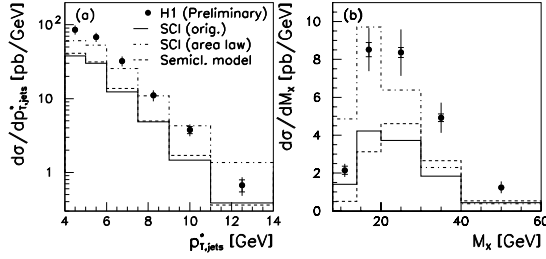 dσ/dp*T,jets [pb/GeV]
10²
10
1
(a)
H1 (Preliminary)
SCI (orig.)
SCI (area law)
Semicl. model
4 6 8 10 12 14
p*T,jets [GeV]
dσ/dMX [pb/GeV]
10
8
6
4
2
0
(b)
20 40 60
MX [GeV]